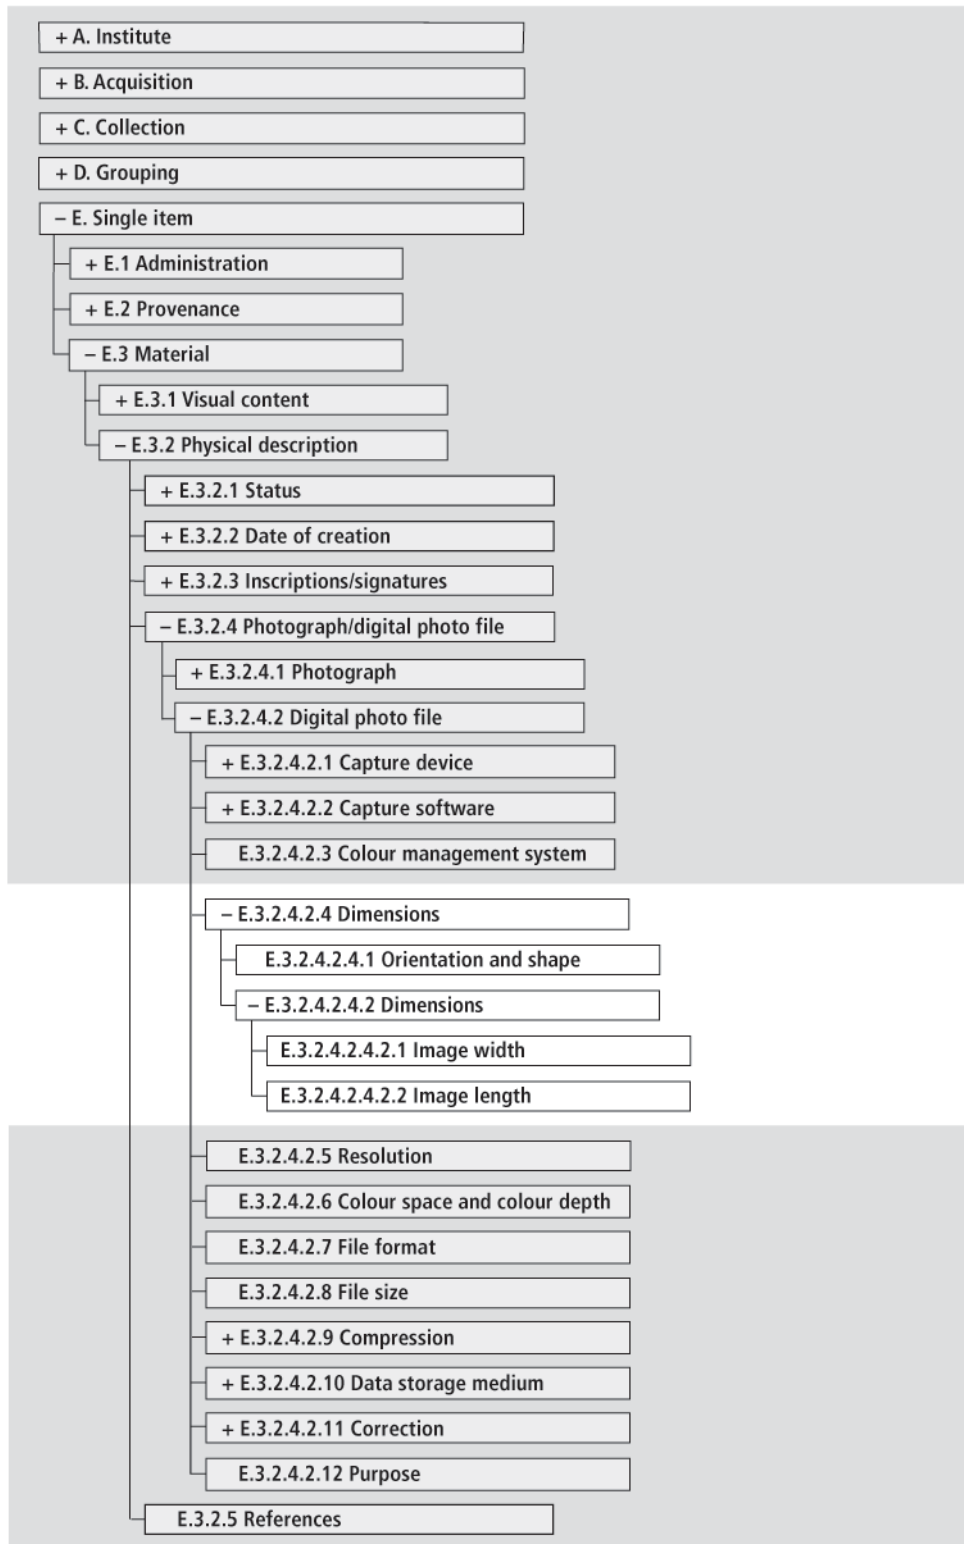 + A. Institute
+ B. Acquisition
+ C. Collection
+ D. Grouping
– E. Single item
+ E.1 Administration
+ E.2 Provenance
– E.3 Material
+ E.3.1 Visual content
– E.3.2 Physical description
+ E.3.2.1 Status
+ E.3.2.2 Date of creation
+ E.3.2.3 Inscriptions/signatures
– E.3.2.4 Photograph/digital photo file
+ E.3.2.4.1 Photograph
– E.3.2.4.2 Digital photo file
+ E.3.2.4.2.1 Capture device
+ E.3.2.4.2.2 Capture software
E.3.2.4.2.3 Colour management system
– E.3.2.4.2.4 Dimensions
E.3.2.4.2.4.1 Orientation and shape
– E.3.2.4.2.4.2 Dimensions
E.3.2.4.2.4.2.1 Image width
E.3.2.4.2.4.2.2 Image length
E.3.2.4.2.5 Resolution
E.3.2.4.2.6 Colour space and colour depth
E.3.2.4.2.7 File format
E.3.2.4.2.8 File size
+ E.3.2.4.2.9 Compression
+ E.3.2.4.2.10 Data storage medium
+ E.3.2.4.2.11 Correction
E.3.2.4.2.12 Purpose
E.3.2.5 References